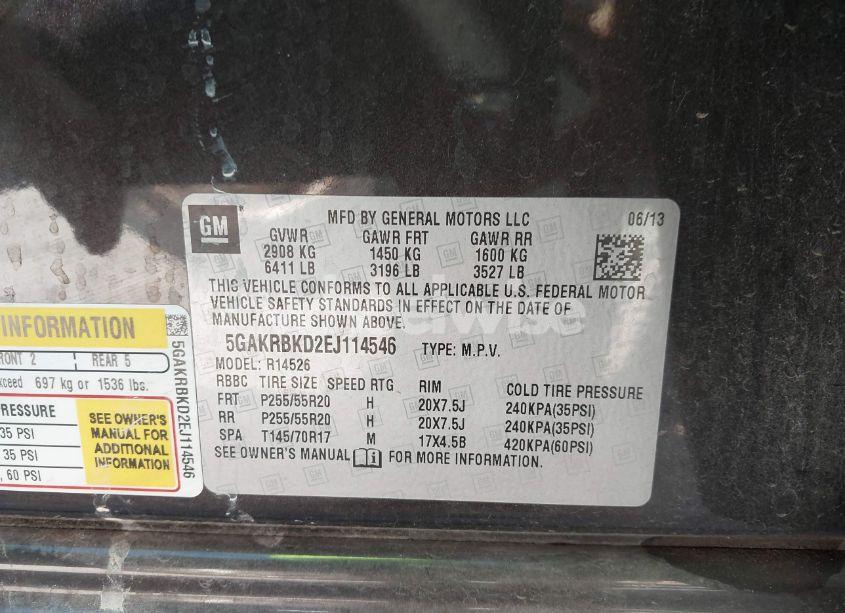 GM
MFD BY GENERAL MOTORS LLC 06/13
GVWR GAWR FRT GAWR RR
2908 KG 1450 KG 1600 KG
6411 LB 3196 LB 3527 LB
THIS VEHICLE CONFORMS TO ALL APPLICABLE U.S. FEDERAL MOTOR
VEHICLE SAFETY STANDARDS IN EFFECT ON THE DATE OF
MANUFACTURE SHOWN ABOVE.
5GAKRBKD2EJ114546 TYPE: M.P.V.
MODEL: R14526
RBBC TIRE SIZE SPEED RTG RIM COLD TIRE PRESSURE
FRT P255/55R20 H 20X7.5J 240KPA(35PSI)
RR P255/55R20 H 20X7.5J 240KPA(35PSI)
SPA T145/70R17 M 17X4.5B 420KPA(60PSI)
SEE OWNER'S MANUAL FOR MORE INFORMATION.
INFORMATION
RONT 2 REAR 5
xceed 697 kg or 1536 lbs.
PRESSURE
35 PSI
35 PSI
, 60 PSI
SEE OWNER'S
MANUAL FOR
ADDITIONAL
INFORMATION
5GAKRBKD2EJ114546